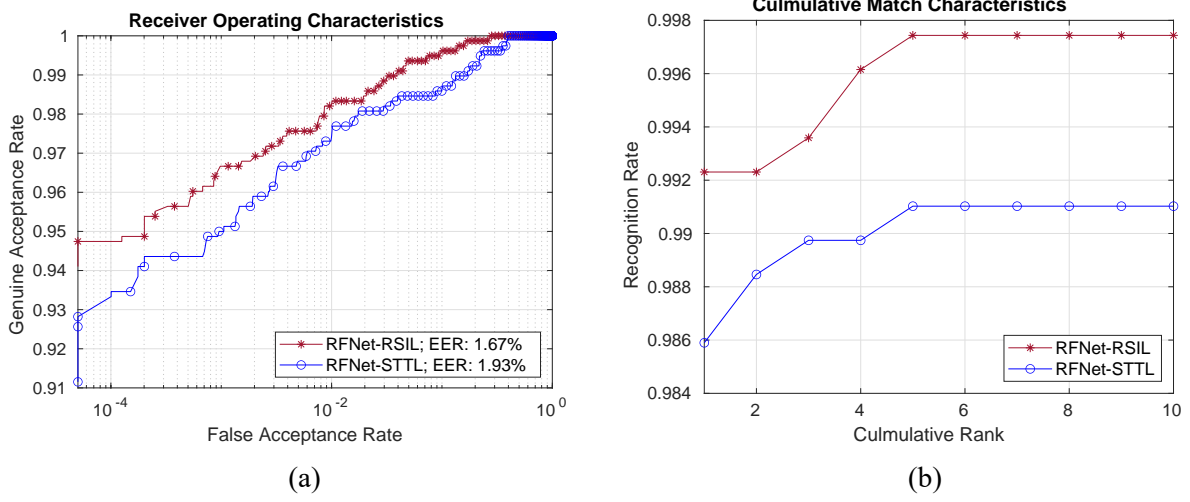 Receiver Operating Characteristics
1
0.99
0.98
0.97
0.96
0.95
0.94
0.93
0.92
0.91
Genuine Acceptance Rate
RFNet-RSIL; EER: 1.67%
RFNet-STTL; EER: 1.93%
10-4
10-2
100
False Acceptance Rate
(a)
Culmulative Match Characteristics
0.998
0.996
0.994
0.992
0.99
0.988
0.986
0.984
Recognition Rate
RFNet-RSIL
RFNet-STTL
2
4
6
8
10
Culmulative Rank
(b)